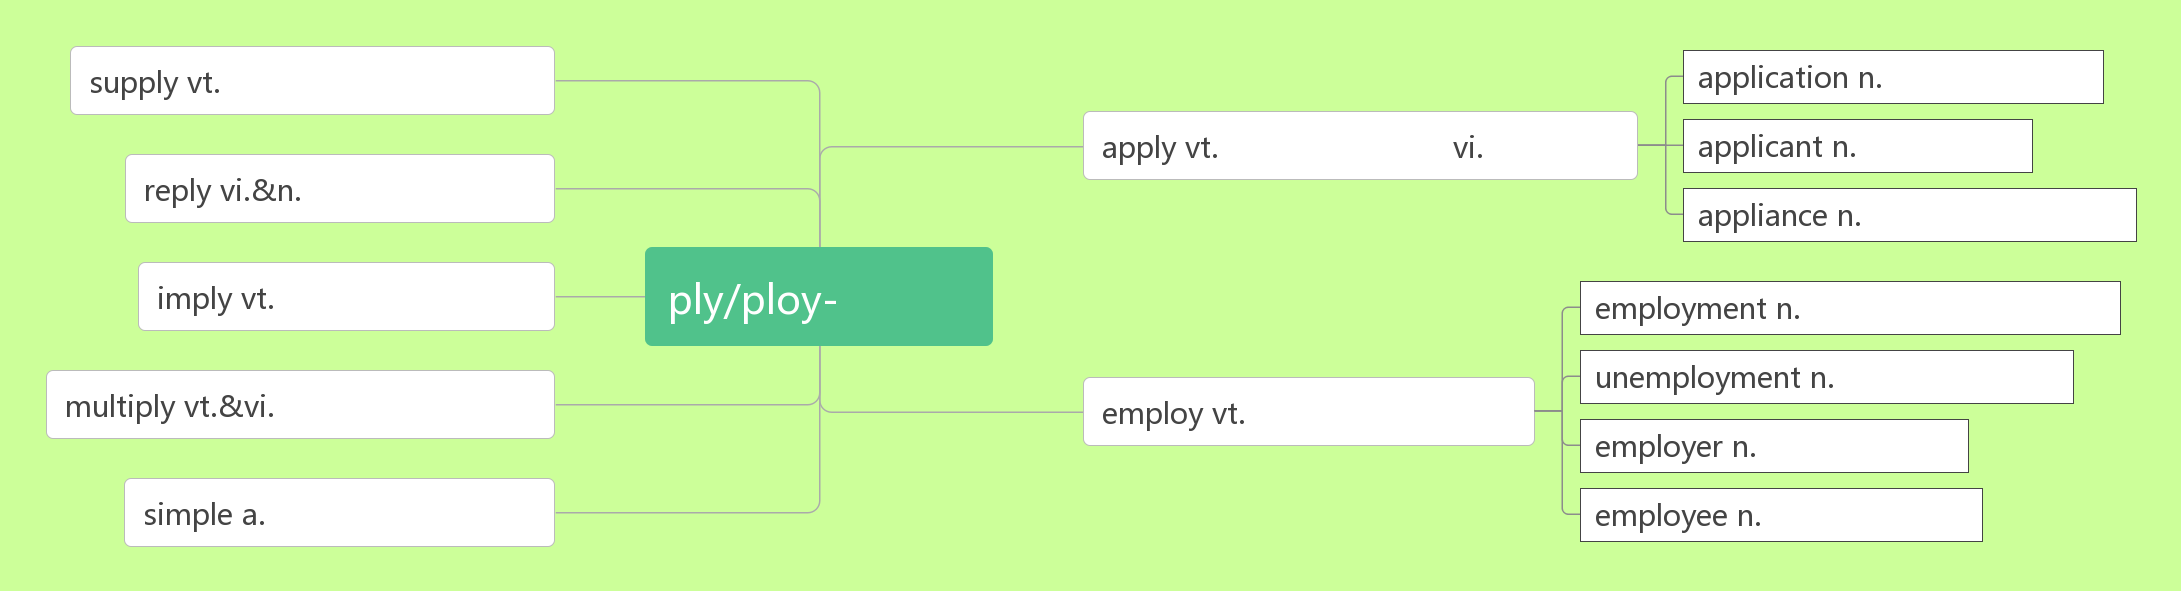 supply vt.
reply vi.&n.
imply vt.
multiply vt.&vi.
simple a.
ply/ploy-
apply vt. vi.
application n.
applicant n.
appliance n.
employ vt.
employment n.
unemployment n.
employer n.
employee n.